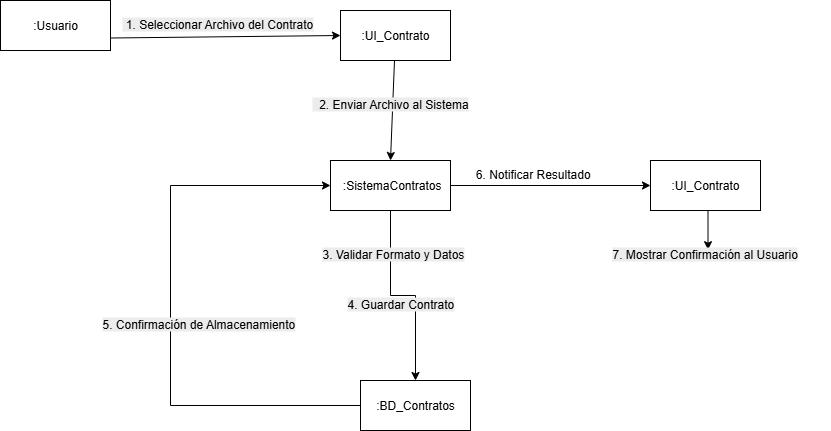 :Usuario
1. Seleccionar Archivo del Contrato
:UI_Contrato
2. Enviar Archivo al Sistema
:SistemaContratos
6. Notificar Resultado
:UI_Contrato
3. Validar Formato y Datos
7. Mostrar Confirmación al Usuario
4. Guardar Contrato
5. Confirmación de Almacenamiento
:BD_Contratos